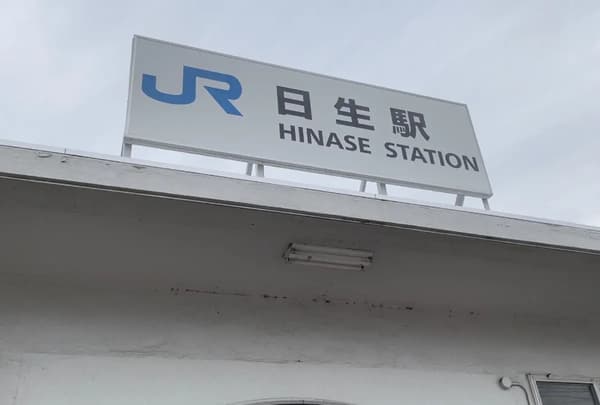 JR 日生駅
HINASE STATION